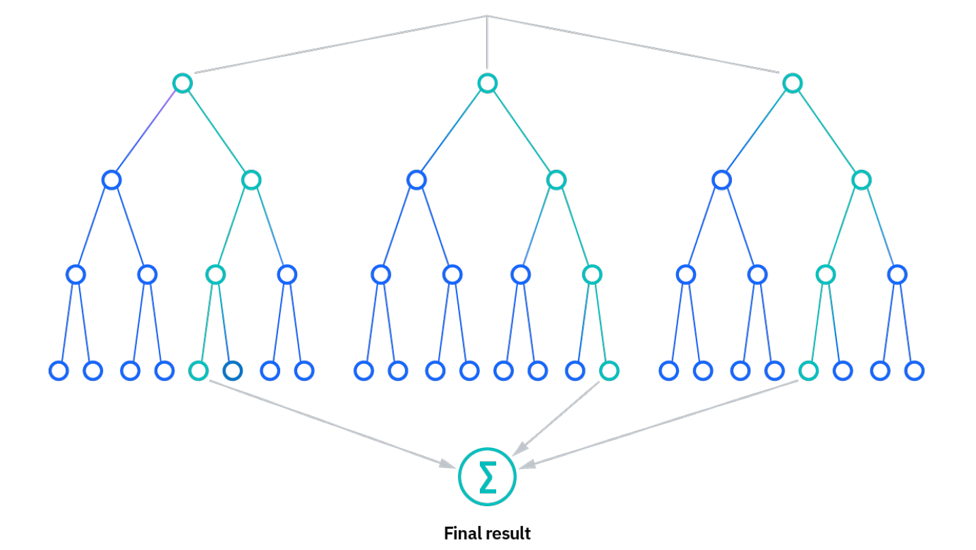 Σ
Final result